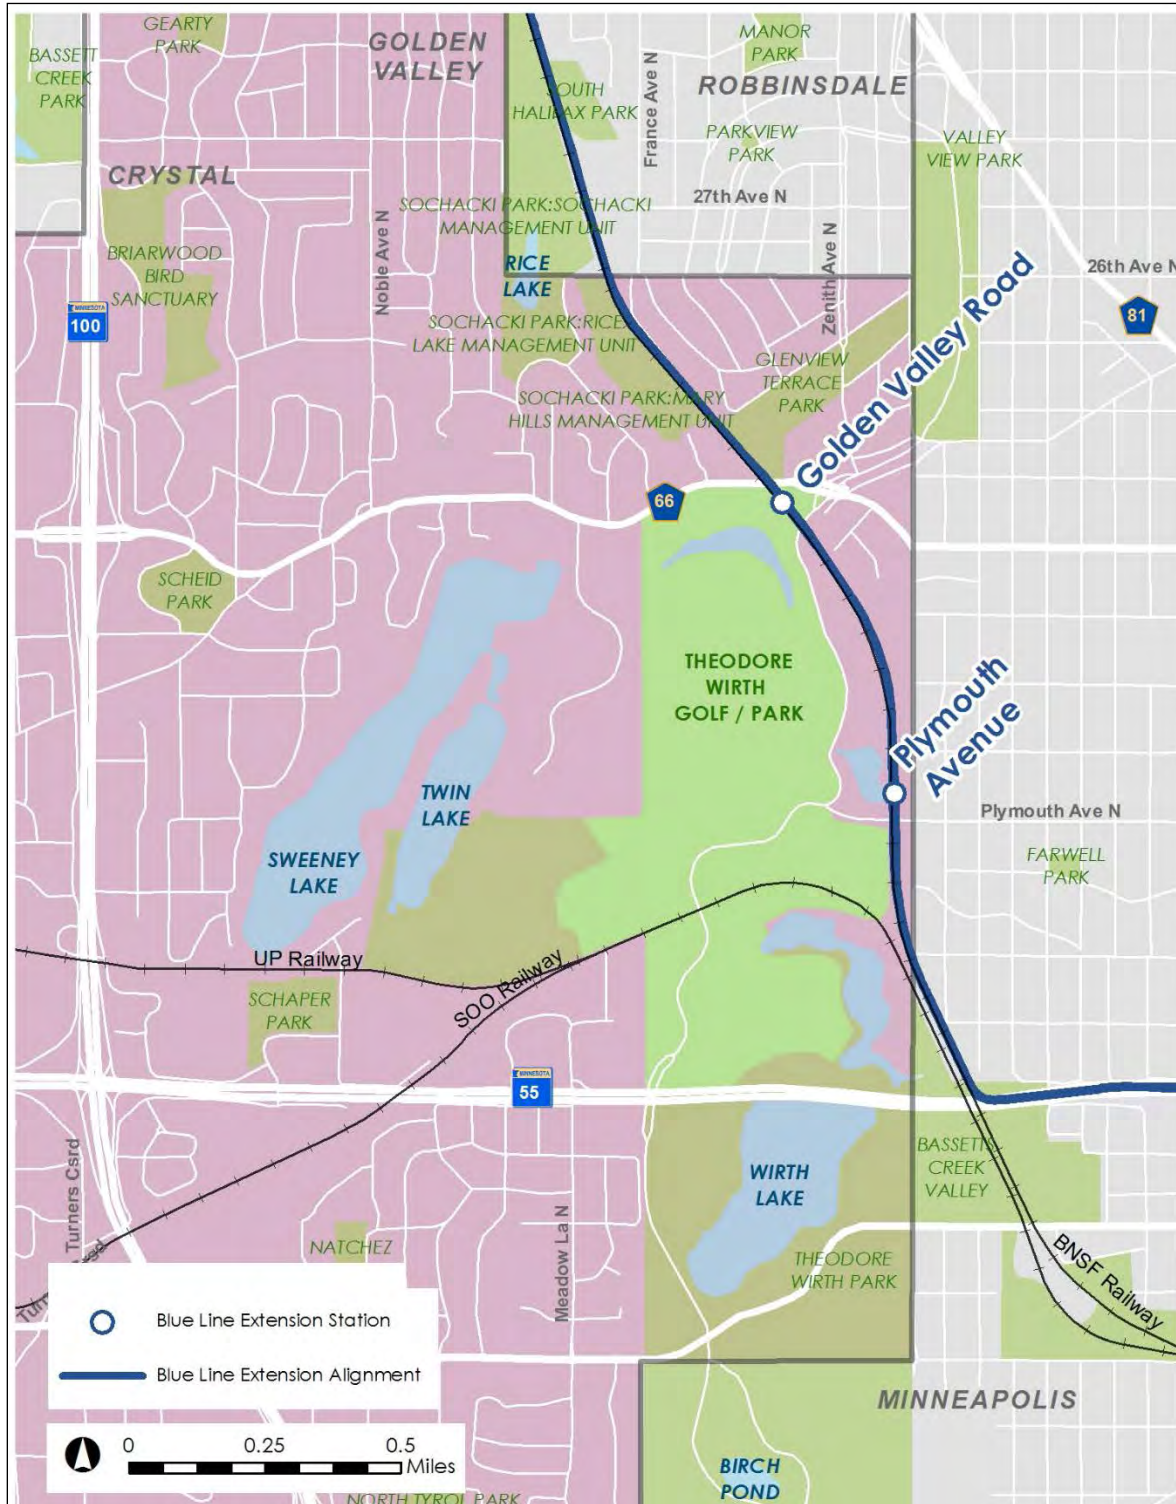 GEARTY
PARK
GOLDEN
VALLEY
MANOR
PARK
BASSETT
CREEK
PARK
SOUTH
HALIFAX PARK
France Ave N
ROBBINSDALE
PARKVIEW
PARK
VALLEY
VIEW PARK
CRYSTAL
27th Ave N
SOCHACKI PARK:SOCHACKI
MANAGEMENT UNIT
Noble Ave N
BRIARWOOD
BIRD
SANCTUARY
RICE
LAKE
Zenith Ave N
26th Ave N
MINNESOTA
100
81
SOCHACKI PARK:RICE
LAKE MANAGEMENT UNIT
GLENVIEW
TERRACE
PARK
SOCHACKI PARK:MARY
HILLS MANAGEMENT UNIT
Golden Valley Road
66
SCHEID
PARK
THEODORE
WIRTH
GOLF / PARK
Plymouth
Avenue
TWIN
LAKE
Plymouth Ave N
SWEENEY
LAKE
FARWELL
PARK
UP Railway
SOO Railway
SCHAPER
PARK
MINNESOTA
55
BASSETTS
CREEK
VALLEY
WIRTH
LAKE
Turners Csrd
NATCHEZ
Meadow La N
THEODORE
WIRTH PARK
BNSF Railway
Blue Line Extension Station
Blue Line Extension Alignment
MINNEAPOLIS
0 0.25 0.5
Miles
BIRCH
POND
NORTH TYROL PARK